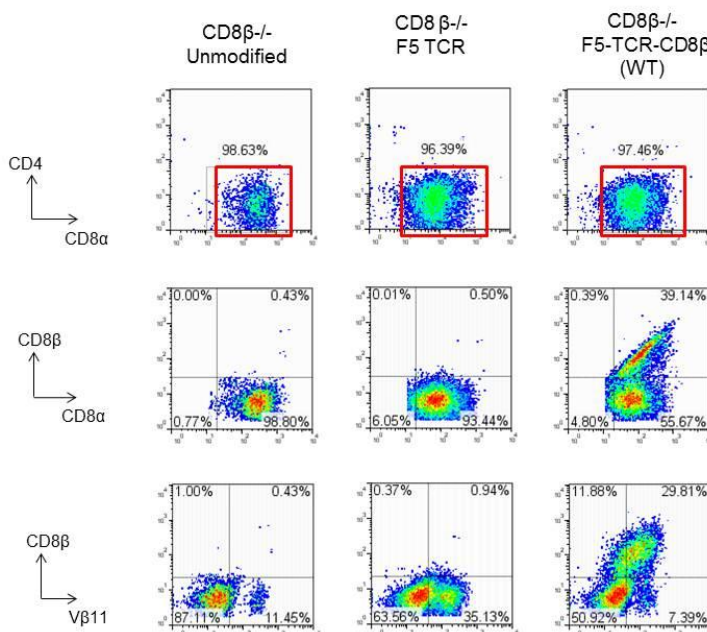 CD8β-/-
Unmodified
CD8 β-/-
F5 TCR
CD8β-/-
F5-TCR-CD8β
(WT)
CD4
CD8α
98.63%
96.39%
97.46%
CD8β
CD8α
0.00% 0.43%
0.77% 98.80%
0.01% 0.50%
6.05% 93.44%
0.39% 39.14%
4.80% 55.67%
CD8β
Vβ11
1.00% 0.43%
87.11% 11.45%
0.37% 0.94%
63.56% 35.13%
11.88% 29.81%
50.92% 7.39%